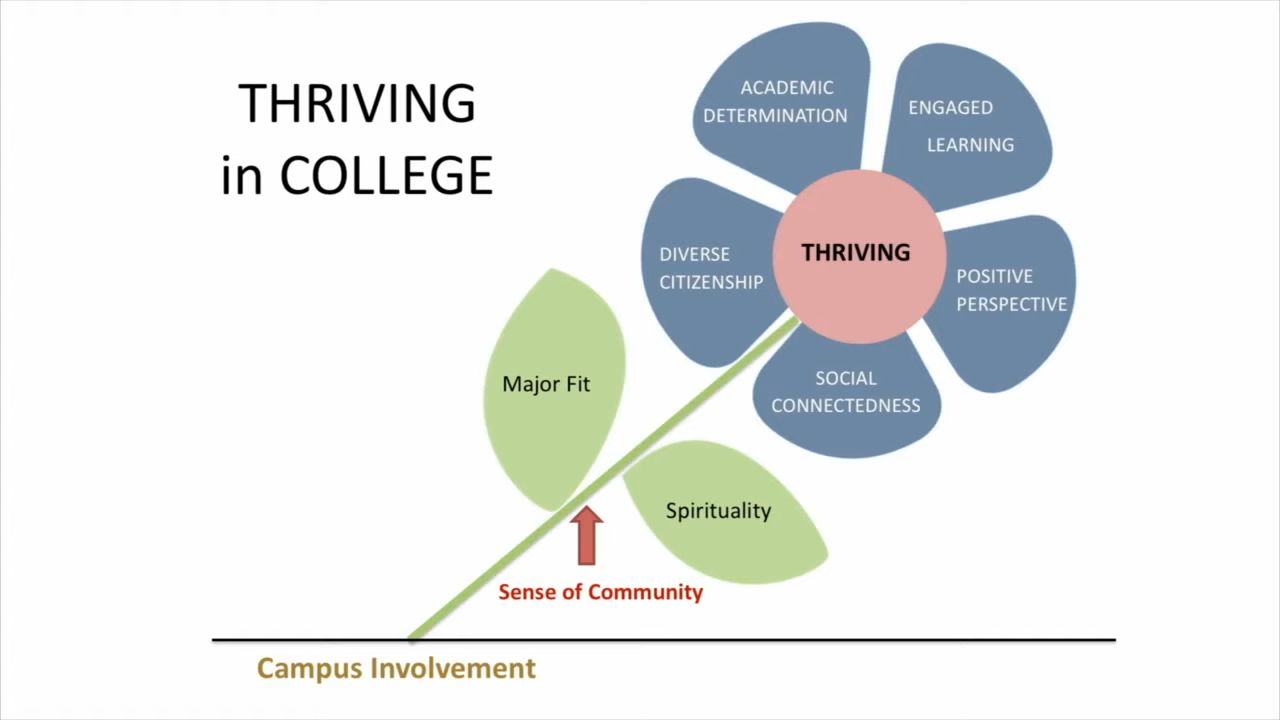 THRIVING
in COLLEGE
ACADEMIC
DETERMINATION
ENGAGED
LEARNING
DIVERSE
CITIZENSHIP
THRIVING
POSITIVE
PERSPECTIVE
SOCIAL
CONNECTEDNESS
Major Fit
Spirituality
Sense of Community
Campus Involvement